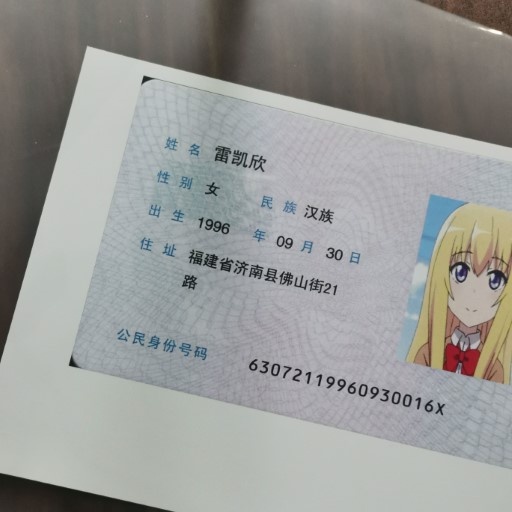 姓名 雷凯欣
性别 女 民族 汉族
出生 1996 年 09 月 30 日
住址 福建省济南县佛山街21
路
公民身份号码 63072119960930016X